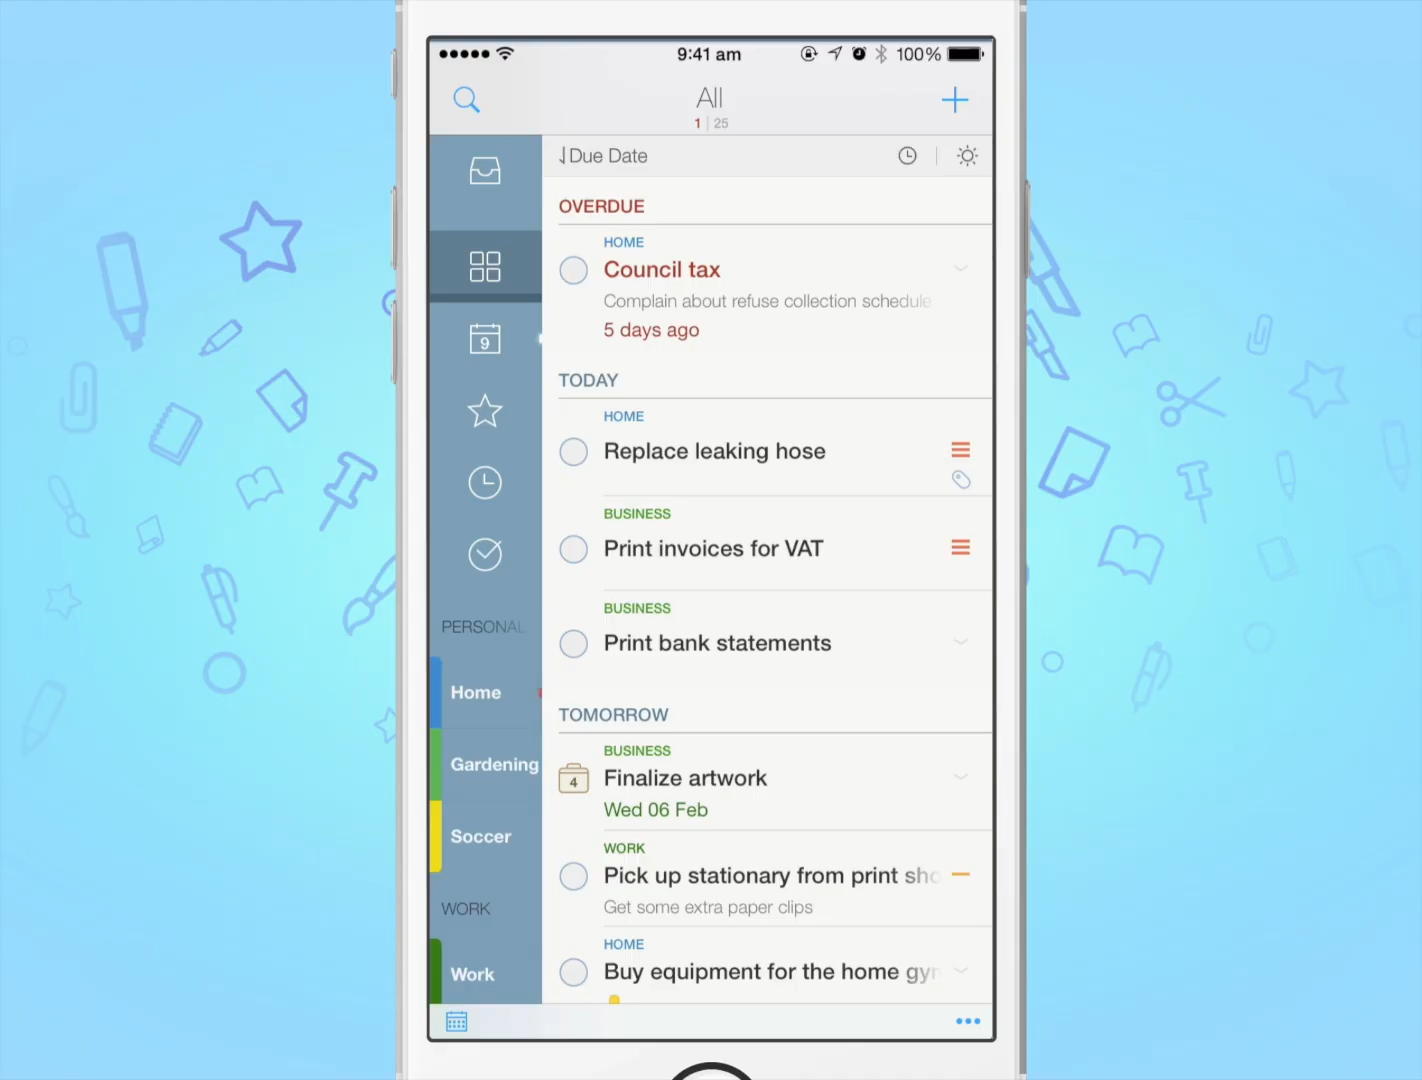 9:41 am
100%
All
1 | 25
Due Date
9
PERSONAL
Home
Gardening
Soccer
WORK
Work
OVERDUE
HOME
Council tax
Complain about refuse collection schedule
5 days ago
TODAY
HOME
Replace leaking hose
BUSINESS
Print invoices for VAT
BUSINESS
Print bank statements
TOMORROW
BUSINESS
4
Finalize artwork
Wed 06 Feb
WORK
Pick up stationary from print sho
Get some extra paper clips
HOME
Buy equipment for the home gym